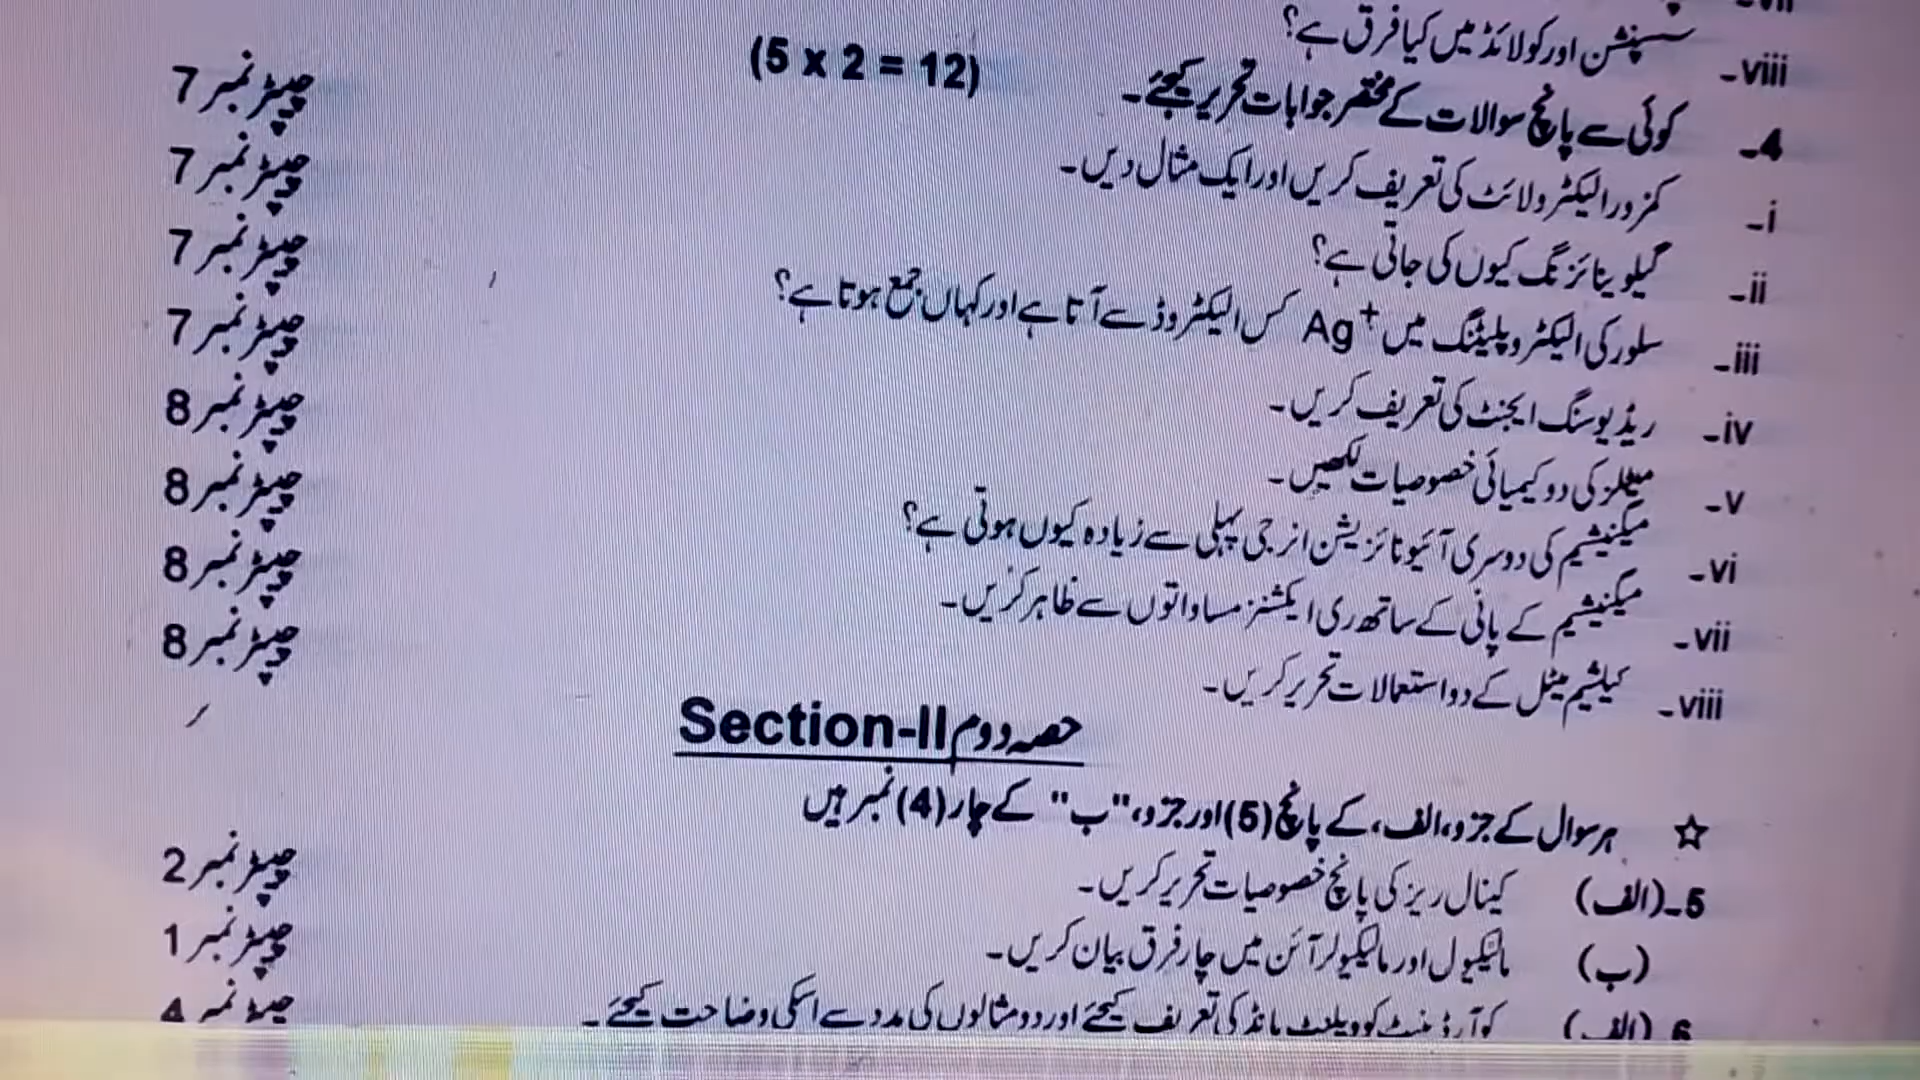 viii- سسپنشن اور کولائڈ میں کیا فرق ہے؟
4- کوئی سے پانچ سوالات کے مختصر جوابات تحریر کیجئے۔ (5 x 2 = 12) چیپٹر نمبر 7
i- کمزور الیکٹرولائٹ کی تعریف کریں اور ایک مثال دیں۔ چیپٹر نمبر 7
ii- گیلوینائزنگ کیوں کی جاتی ہے؟ چیپٹر نمبر 7
iii- سلور کی الیکٹروپلیٹنگ میں Ag+ کس الیکٹروڈ سے آتا ہے اور کہاں جمع ہوتا ہے؟ چیپٹر نمبر 7
iv- ریڈیوسنگ ایجنٹ کی تعریف کریں۔ چیپٹر نمبر 8
v- میٹلز کی دو کیمیائی خصوصیات لکھیں۔ چیپٹر نمبر 8
vi- میگنیشیم کی دوسری آئیونائزیشن انرجی پہلی سے زیادہ کیوں ہوتی ہے؟ چیپٹر نمبر 8
vii- میگنیشیم کے پانی کے ساتھ ری ایکشنز مساواتوں سے ظاہر کریں۔ چیپٹر نمبر 8
viii- کیلشیم میٹل کے دو استعمالات تحریر کریں۔
حصہ دوم Section-II
☆ ہر سوال کے جزو، الف، کے پانچ (5) اور جزو، "ب" کے چار (4) نمبر ہیں
5- (الف) کینال ریز کی پانچ خصوصیات تحریر کریں۔ چیپٹر نمبر 2
(ب) مالیکیول اور مالیکیولر آئن میں چار فرق بیان کریں۔ چیپٹر نمبر 1
6 (الف) کوآرڈینیٹ کوویلنٹ بانڈ کی تعریف کیجئے اور دو مثالوں کی مدد سے اسکی وضاحت کیجئے۔ چیپٹر نمبر 4